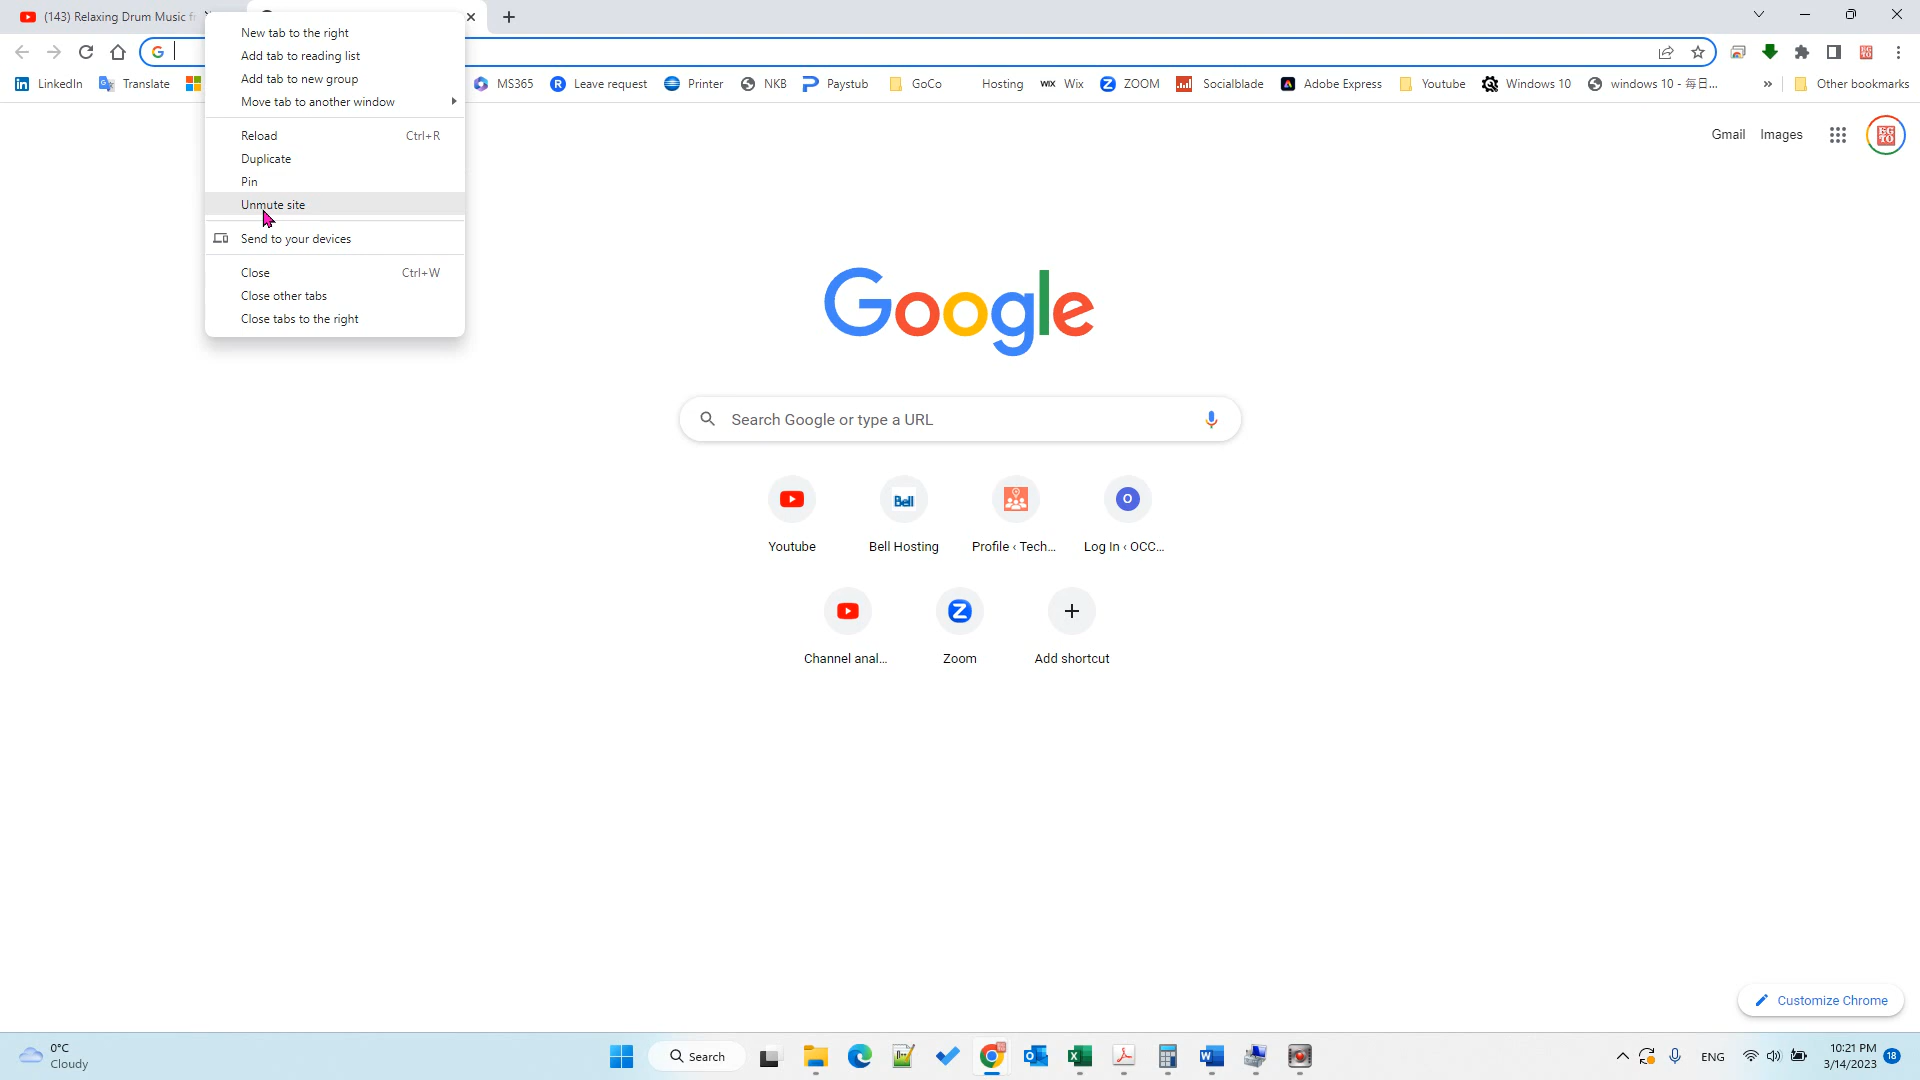 (143) Relaxing Drum Music fr
New tab to the right
Add tab to reading list
Add tab to new group
Move tab to another window
Reload Ctrl+R
Duplicate
Pin
Unmute site
Send to your devices
Close Ctrl+W
Close other tabs
Close tabs to the right
LinkedIn Translate MS365 Leave request Printer NKB Paystub GoCo Hosting WIX Wix ZOOM Socialblade Adobe Express Youtube Windows 10 windows 10 - 每日... » Other bookmarks
Gmail Images
Google
Search Google or type a URL
Bell
O
Youtube Bell Hosting Profile ‹ Tech... Log In ‹ OCC...
Channel anal... Zoom Add shortcut
Customize Chrome
0°C
Cloudy
Search
ENG
10:21 PM
3/14/2023
18